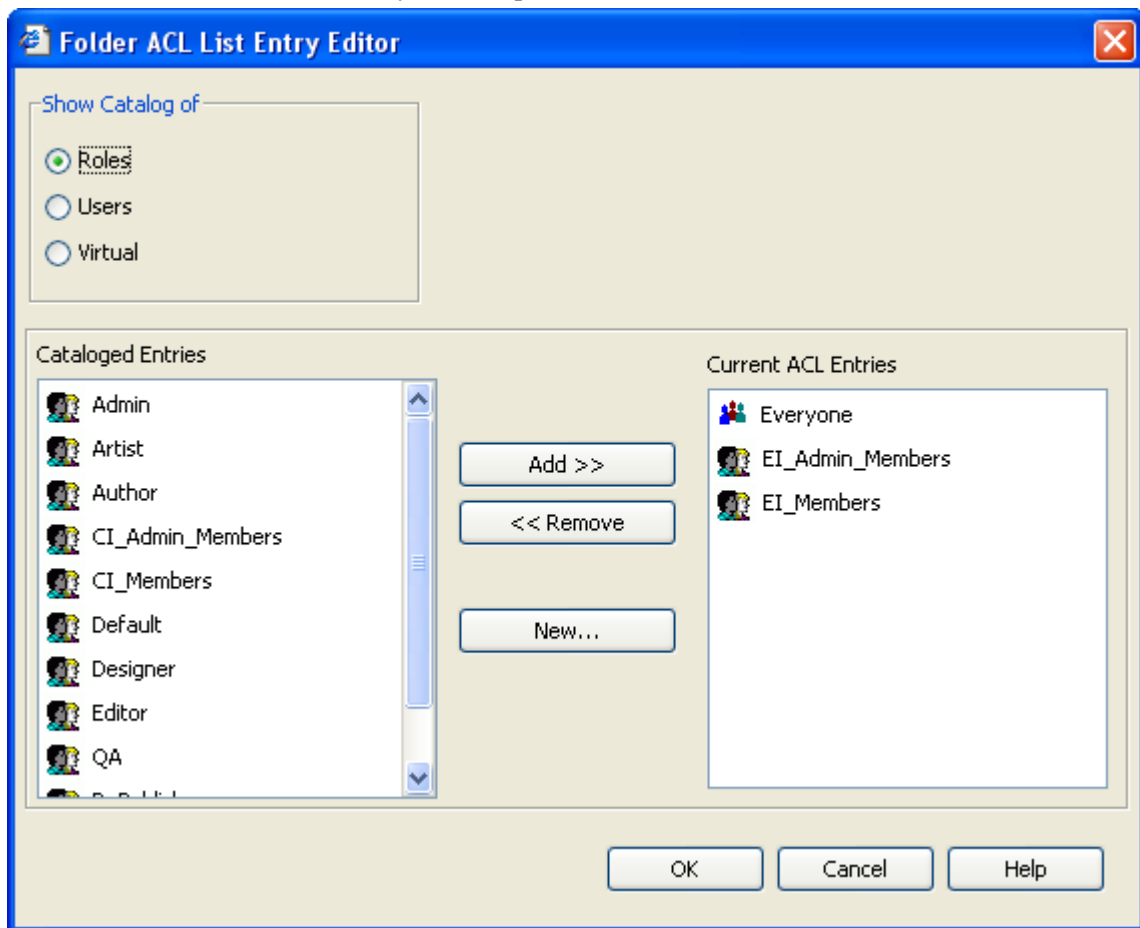 Folder ACL List Entry Editor
Show Catalog of
Roles
Users
Virtual
Cataloged Entries
Admin
Artist
Author
CI_Admin_Members
CI_Members
Default
Designer
Editor
QA
Add >>
<< Remove
New...
Current ACL Entries
Everyone
EI_Admin_Members
EI_Members
OK
Cancel
Help